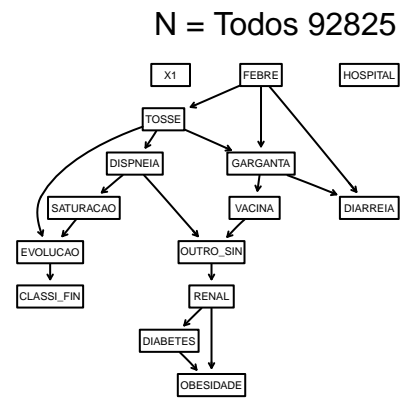 N = Todos 92825
X1 FEBRE HOSPITAL
TOSSE
DISPNEIA GARGANTA
SATURACAO VACINA DIARREIA
EVOLUCAO OUTRO_SIN
CLASSI_FIN RENAL
DIABETES
OBESIDADE